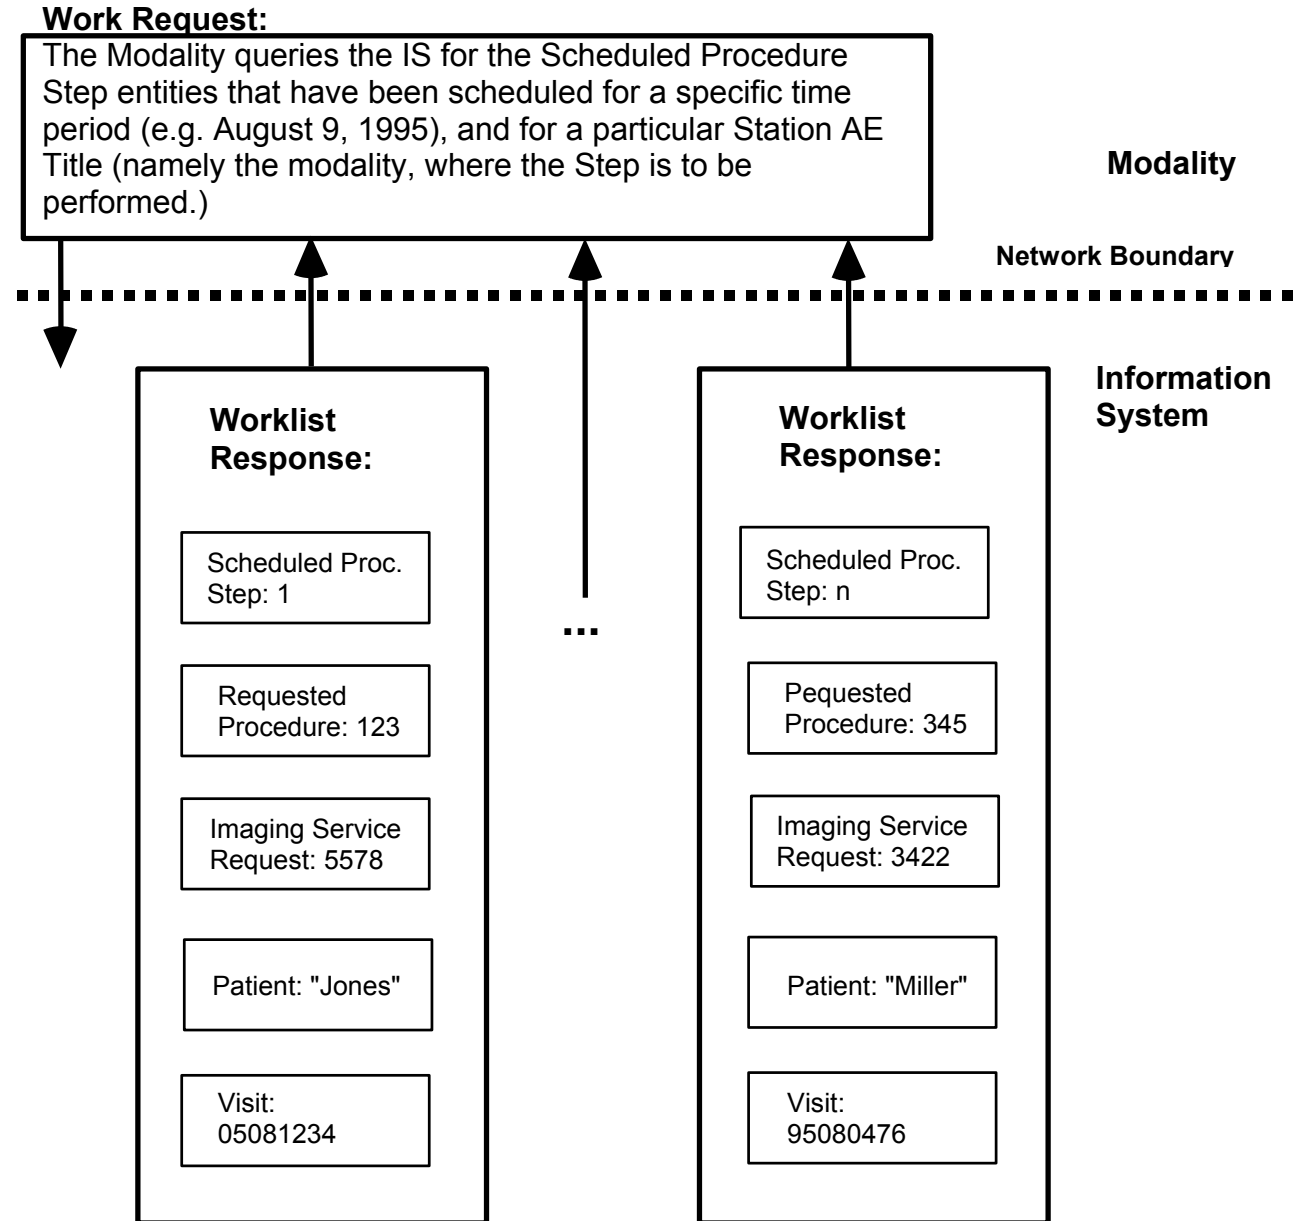 Work Request:
The Modality queries the IS for the Scheduled Procedure
Step entities that have been scheduled for a specific time
period (e.g. August 9, 1995), and for a particular Station AE
Title (namely the modality, where the Step is to be
performed.)
Modality
Network Boundary
Information
System
Worklist
Response:
Scheduled Proc.
Step: 1
Requested
Procedure: 123
Imaging Service
Request: 5578
Patient: "Jones"
Visit:
05081234
...
Worklist
Response:
Scheduled Proc.
Step: n
Pequested
Procedure: 345
Imaging Service
Request: 3422
Patient: "Miller"
Visit:
95080476